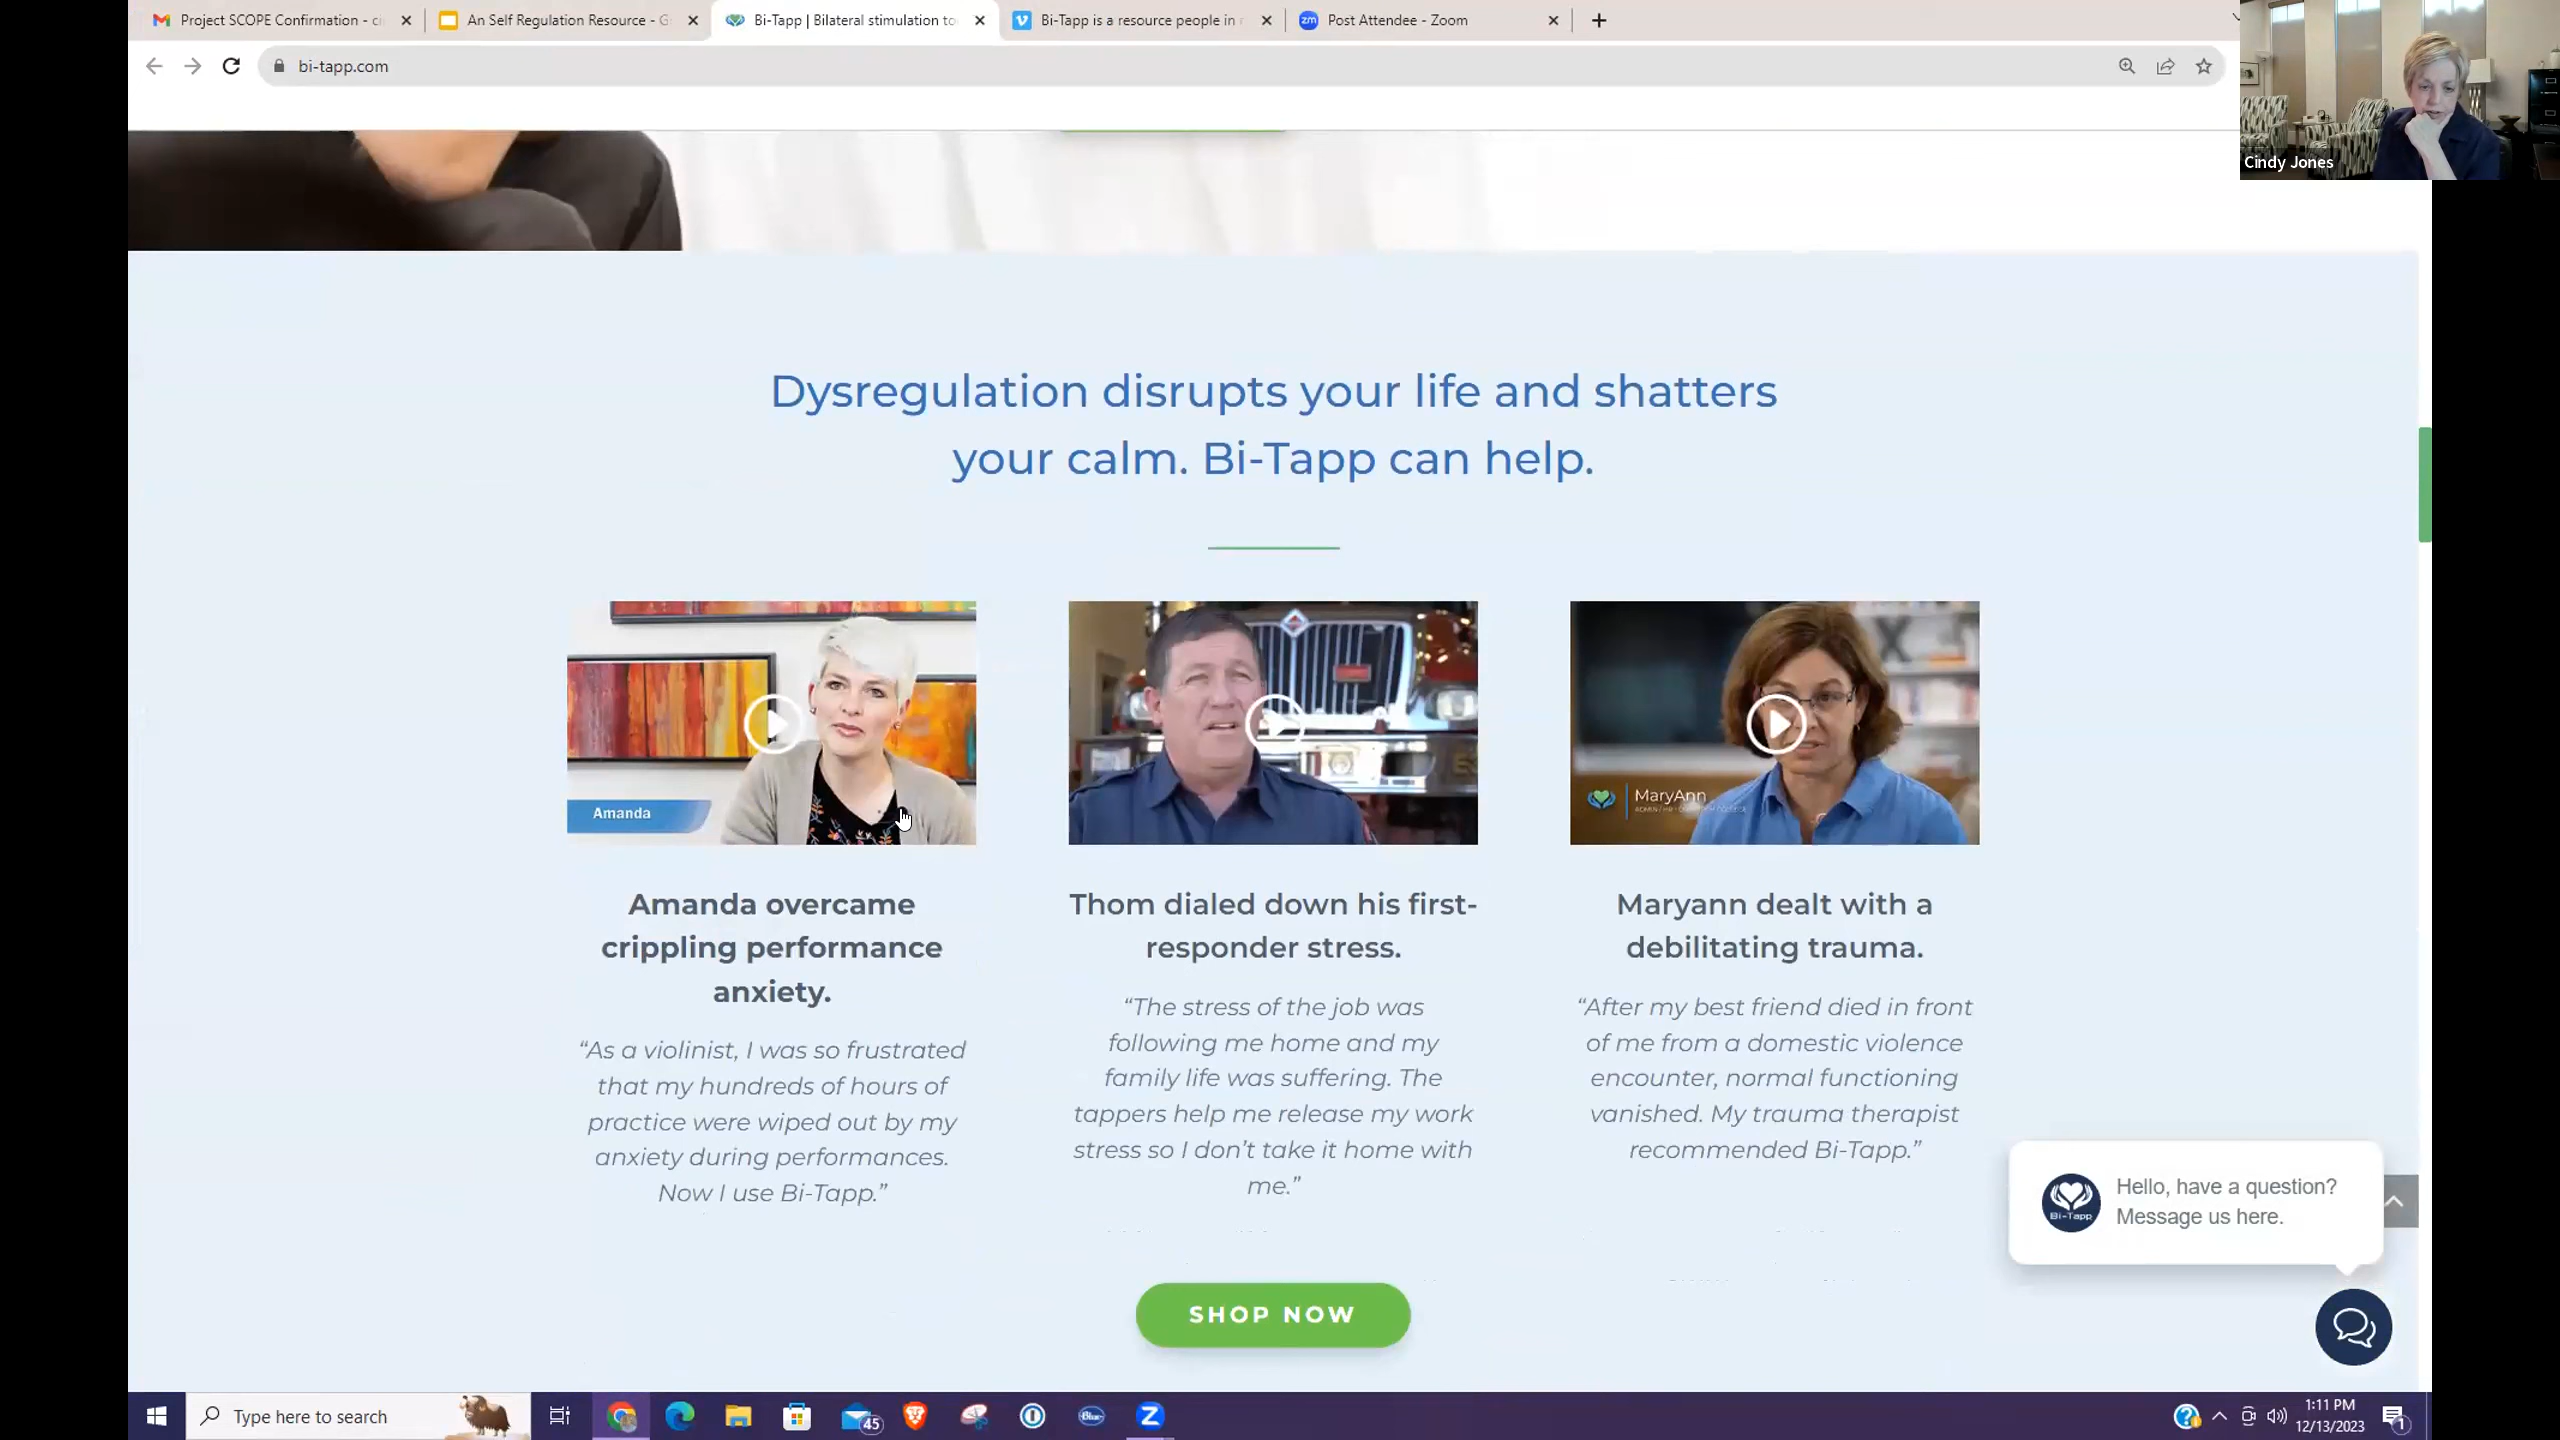 Project SCOPE Confirmation - ci
An Self Regulation Resource - G
Bi-Tapp | Bilateral stimulation to
Bi-Tapp is a resource people in
Post Attendee - Zoom
bi-tapp.com
Cindy Jones
Dysregulation disrupts your life and shatters
your calm. Bi-Tapp can help.
Amanda
MaryAnn
Amanda overcame
crippling performance
anxiety.
“As a violinist, I was so frustrated
that my hundreds of hours of
practice were wiped out by my
anxiety during performances.
Now I use Bi-Tapp.”
Thom dialed down his first-
responder stress.
“The stress of the job was
following me home and my
family life was suffering. The
tappers help me release my work
stress so I don’t take it home with
me.”
Maryann dealt with a
debilitating trauma.
“After my best friend died in front
of me from a domestic violence
encounter, normal functioning
vanished. My trauma therapist
recommended Bi-Tapp.”
SHOP NOW
Bi-Tapp
Hello, have a question?
Message us here.
Type here to search
45
Blue
1:11 PM
12/13/2023
1